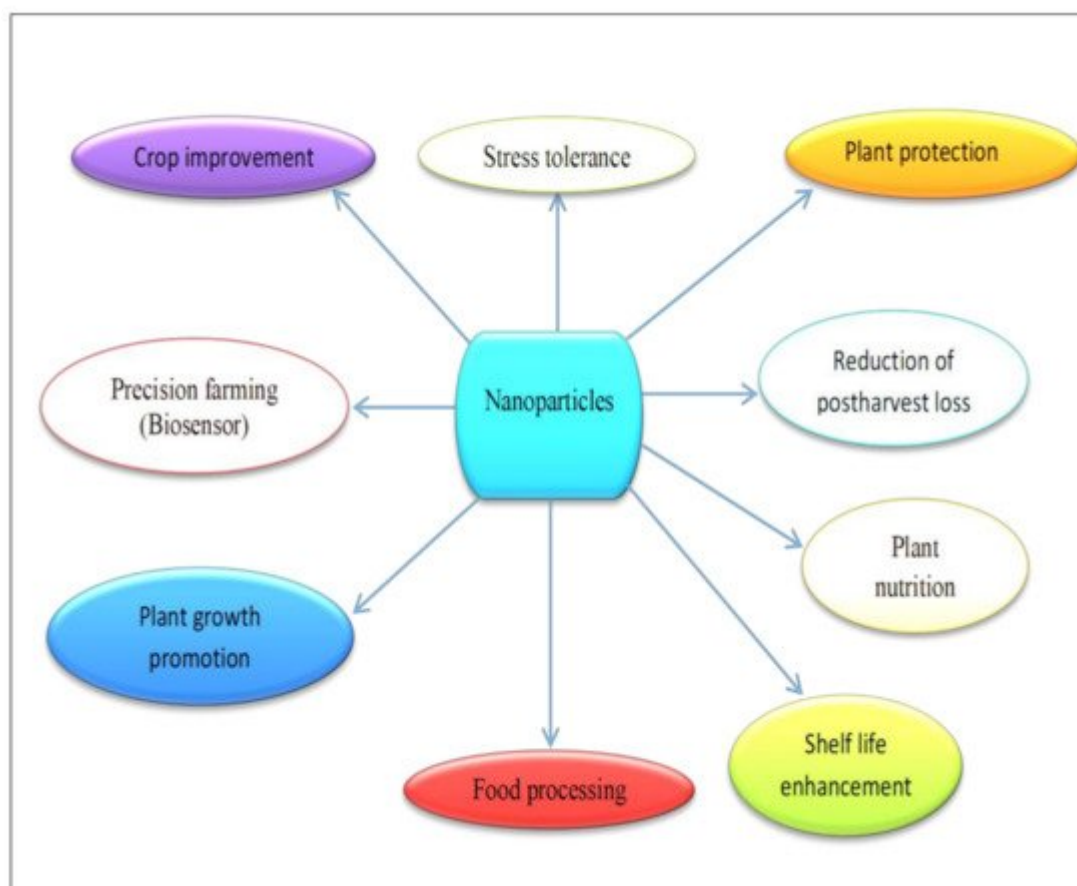 Crop improvement
Stress tolerance
Plant protection
Precision farming
(Biosensor)
Nanoparticles
Reduction of
postharvest loss
Plant
nutrition
Plant growth
promotion
Shelf life
enhancement
Food processing